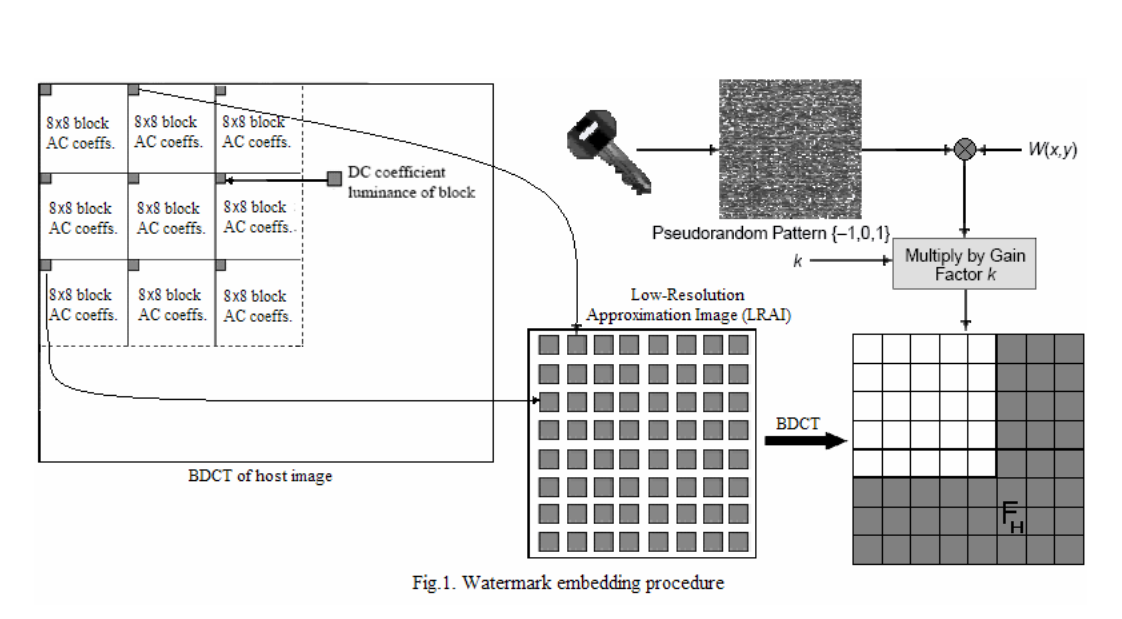 8x8 block
AC coeffs.
8x8 block
AC coeffs.
8x8 block
AC coeffs.
8x8 block
AC coeffs.
8x8 block
AC coeffs.
8x8 block
AC coeffs.
8x8 block
AC coeffs.
8x8 block
AC coeffs.
8x8 block
AC coeffs.
DC coefficient
luminance of block
BDCT of host image
W(x,y)
Pseudorandom Pattern {–1,0,1}
k
Multiply by Gain
Factor k
Low-Resolution
Approximation Image (LRAI)
BDCT
FH
Fig.1. Watermark embedding procedure